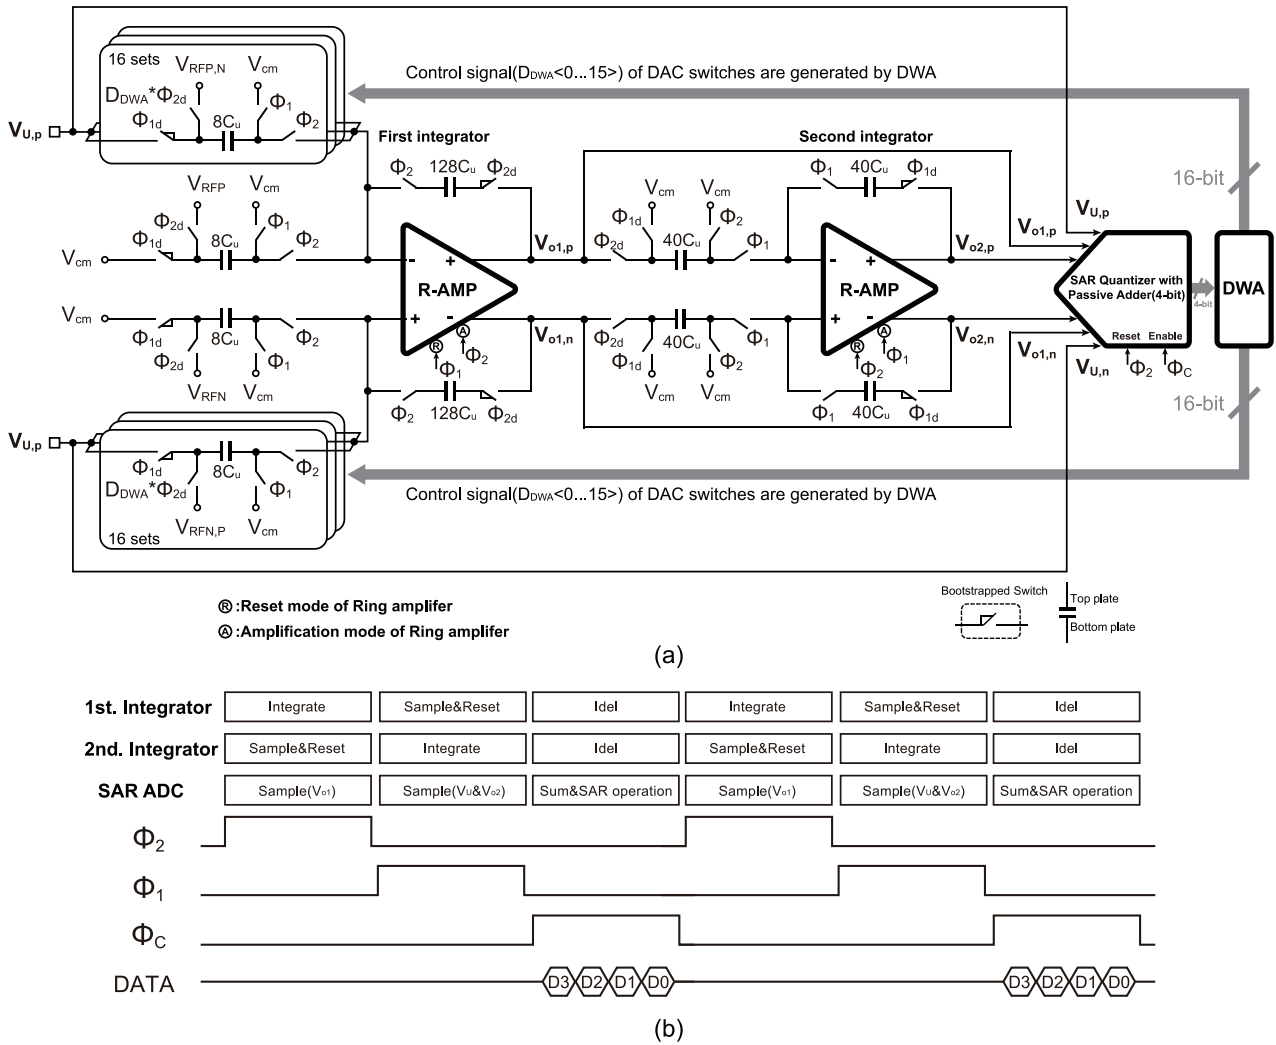 16 sets
V_RFP,N
V_cm
D_DWA*Φ_2d
Φ_1
Φ_1d
8C_u
Φ_2
V_U,p
Control signal(D_DWA<0...15>) of DAC switches are generated by DWA
First integrator
Second integrator
16-bit
Φ_2
128C_u
Φ_2d
Φ_1
40C_u
Φ_1d
V_RFP
V_cm
V_cm
V_cm
V_U,p
Φ_2d
Φ_1
Φ_1d
8C_u
Φ_2
V_cm
Φ_1d
Φ_2
Φ_2d
40C_u
Φ_1
V_o1,p
V_o2,p
V_o1,p
- +
R-AMP
+ -
- +
R-AMP
+ -
SAR Quantizer with
Passive Adder(4-bit)
4-bit
DWA
V_cm
Φ_1d
8C_u
Φ_2
Φ_2d
Φ_1
V_RFN
V_cm
A
R
Φ_2
Φ_1
V_o1,n
Φ_2d
40C_u
Φ_1
Φ_1d
Φ_2
V_cm
V_cm
A
R
Φ_1
Φ_2
V_o2,n
V_o1,n
V_U,n
Reset Enable
Φ_2 Φ_C
Φ_2
128C_u
Φ_2d
Φ_1
40C_u
Φ_1d
16-bit
V_U,p
Φ_1d
8C_u
Φ_2
D_DWA*Φ_2d
Φ_1
V_RFN,P
V_cm
16 sets
Control signal(D_DWA<0...15>) of DAC switches are generated by DWA
R :Reset mode of Ring amplifer
A :Amplification mode of Ring amplifer
Bootstrapped Switch
Top plate
Bottom plate
(a)
1st. Integrator Integrate Sample&Reset Idel Integrate Sample&Reset Idel
2nd. Integrator Sample&Reset Integrate Idel Sample&Reset Integrate Idel
SAR ADC Sample(V_o1) Sample(V_U&V_o2) Sum&SAR operation Sample(V_o1) Sample(V_U&V_o2) Sum&SAR operation
Φ_2
Φ_1
Φ_C
DATA D3 D2 D1 D0 D3 D2 D1 D0
(b)